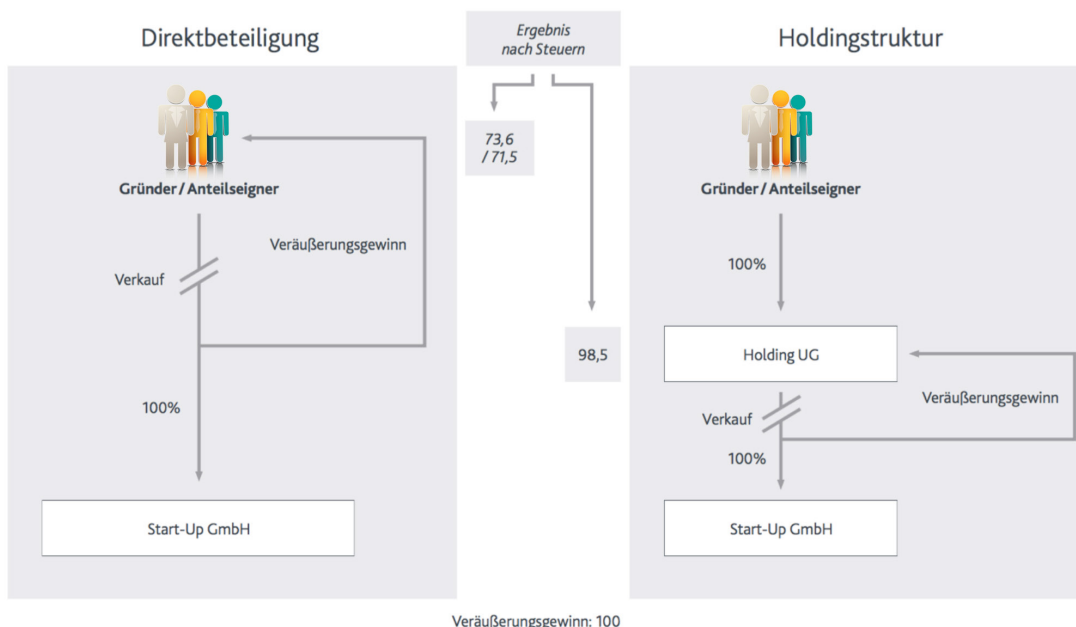 Direktbeteiligung
Ergebnis
nach Steuern
Holdingstruktur
73,6
/ 71,5
98,5
Gründer / Anteilseigner
Veräußerungsgewinn
Verkauf
100%
Start-Up GmbH
Gründer / Anteilseigner
100%
Holding UG
Veräußerungsgewinn
Verkauf
100%
Start-Up GmbH
Veräußerungsgewinn: 100